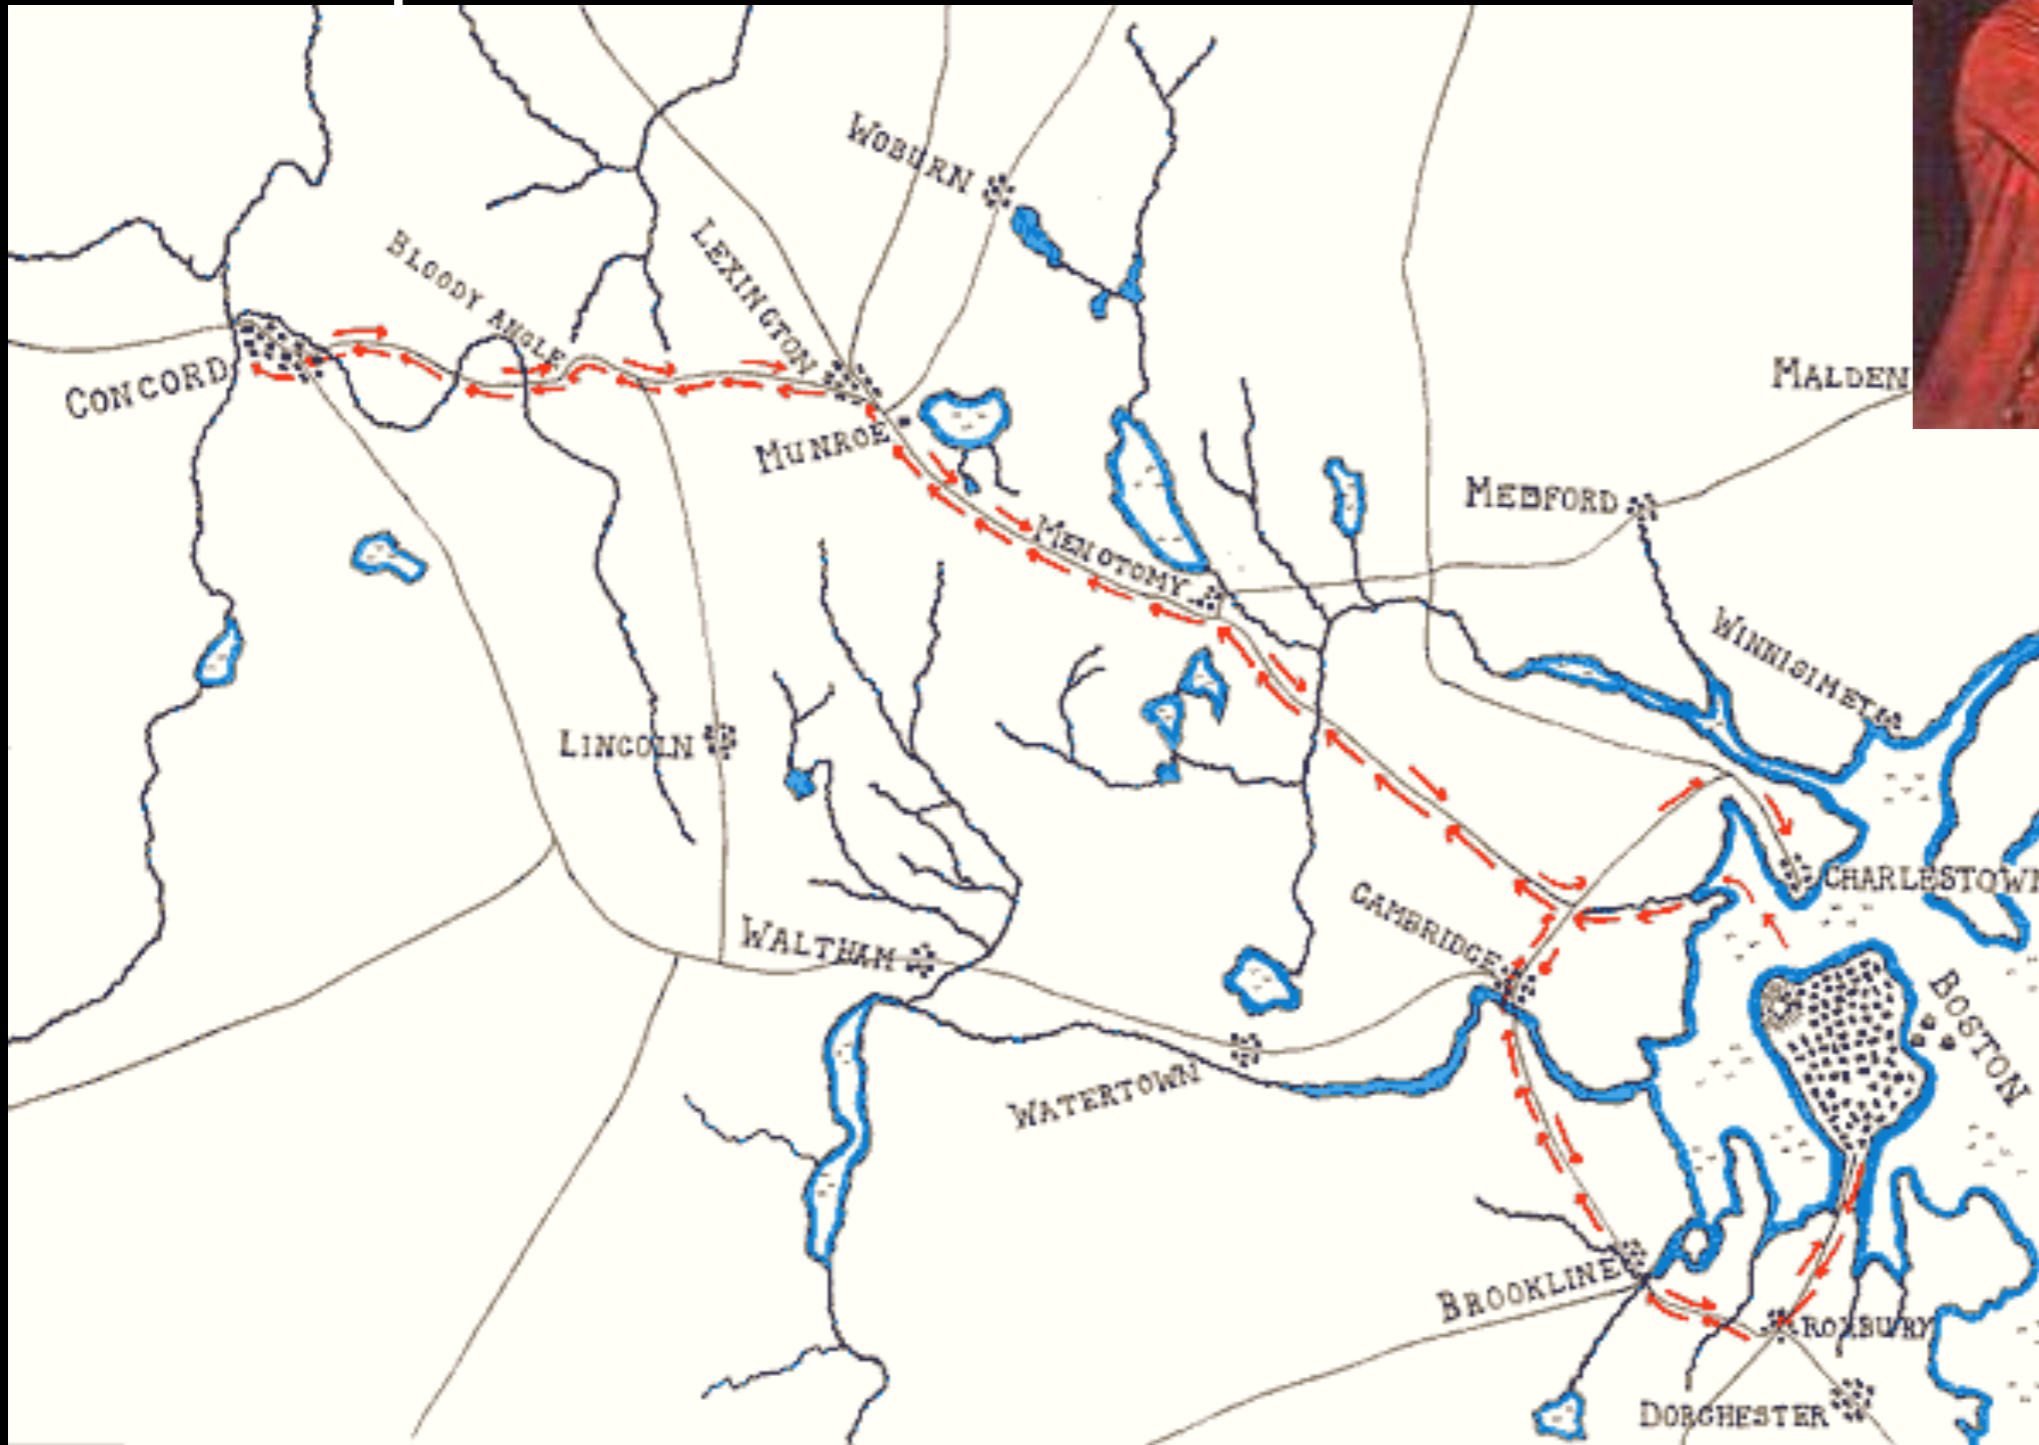 WOBURN
BLOODY ANGLE
LEXINGTON
CONCORD
MALDEN
MUNROE
MEDFORD
MENOTOMY
WINNISIMET
LINCOLN
CHARLESTOWN
CAMBRIDGE
WALTHAM
BOSTON
WATERTOWN
BROOKLINE
ROXBURY
DORCHESTER